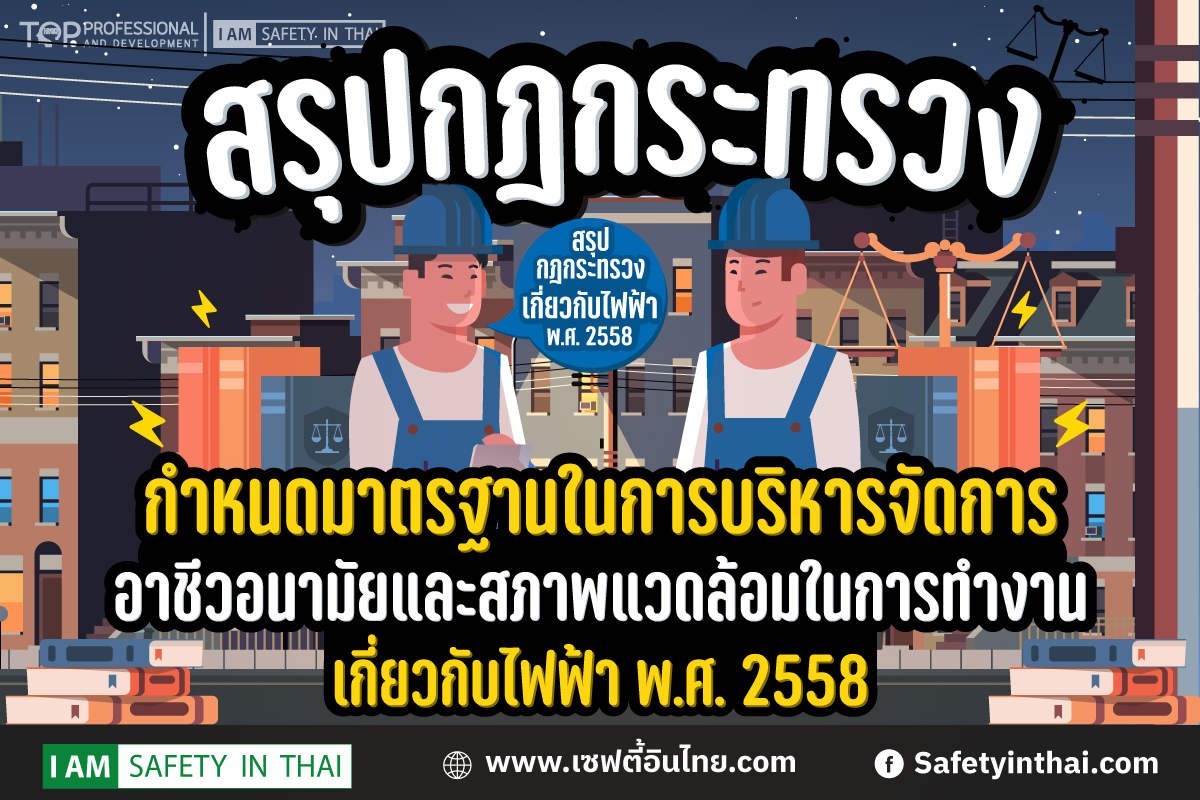 TOP PROFESSIONAL
AND DEVELOPMENT
I AM SAFETY IN THAI
สรุปกฎกระทรวง
สรุป
กฎกระทรวง
เกี่ยวกับไฟฟ้า
พ.ศ. 2558
กำหนดมาตรฐานในการบริหารจัดการ
อาชีวอนามัยและสภาพแวดล้อมในการทำงาน
เกี่ยวกับไฟฟ้า พ.ศ. 2558
I AM SAFETY IN THAI
www.เซฟตี้อินไทย.com
Safetyinthai.com